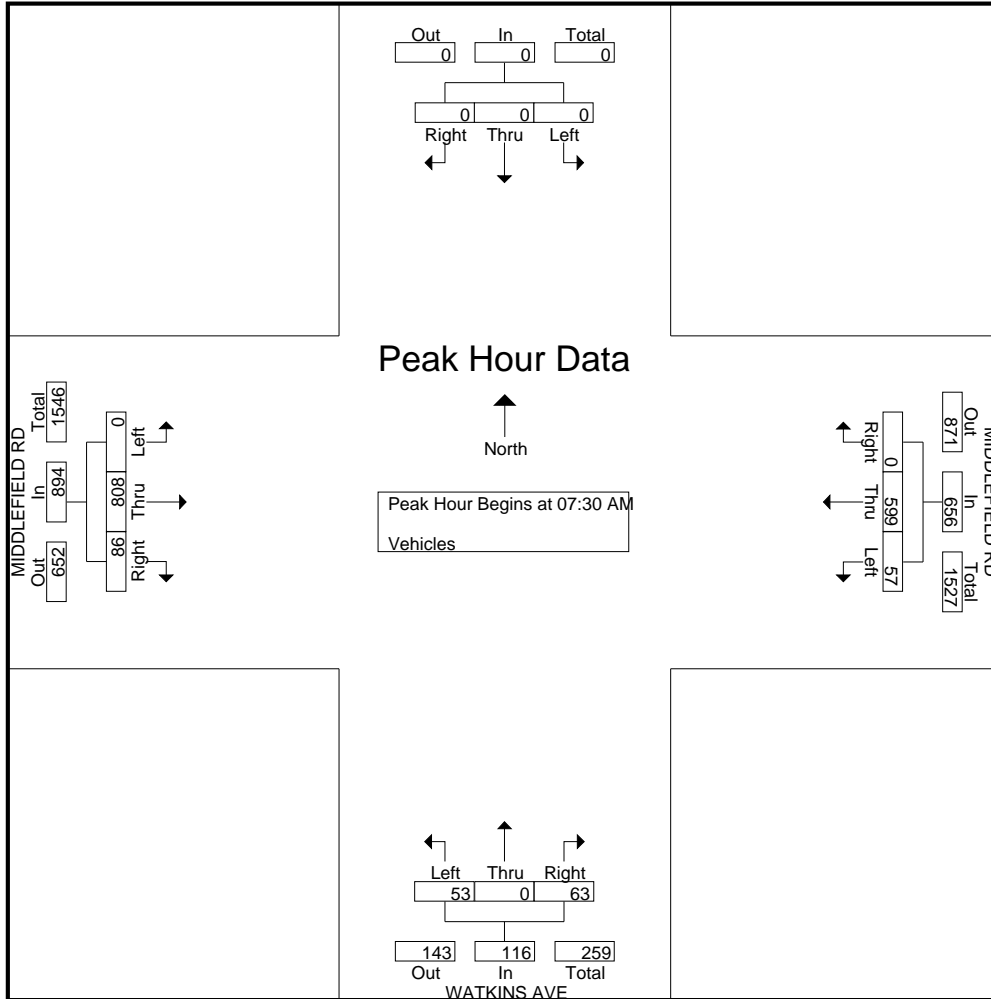 Out In Total
0 0 0
0 0 0
Right Thru Left
Peak Hour Data
North
Peak Hour Begins at 07:30 AM
Vehicles
MIDDLEFIELD RD
Out In Total
652 894 1546
Left Thru Right
0 808 86
MIDDLEFIELD RD
Out In Total
871 656 1527
Right Thru Left
0 599 57
Left Thru Right
53 0 63
143 116 259
Out In Total
WATKINS AVE